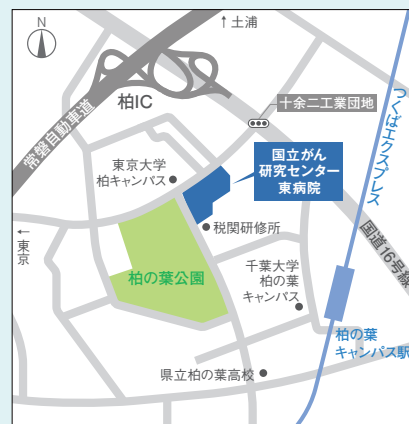 N
↑土浦
柏IC
常磐自動車道
十余二工業団地
つくばエクスプレス
国立がん
研究センター
東病院
東京大学
柏キャンパス
税関研修所
国道16号線
←東京
柏の葉公園
千葉大学
柏の葉
キャンパス
柏の葉
キャンパス駅
県立柏の葉高校